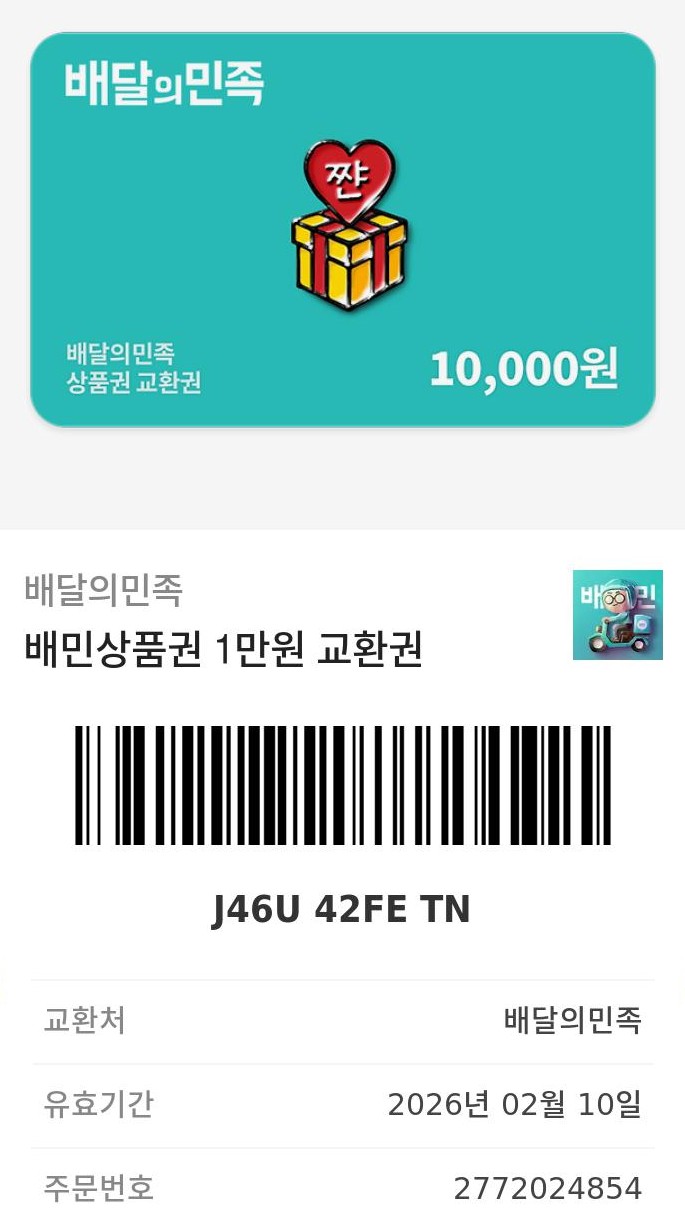 배달의민족
쨘
배달의민족
상품권 교환권
10,000원
배달의민족
배민상품권 1만원 교환권
배 민
J46U 42FE TN
교환처 배달의민족
유효기간 2026년 02월 10일
주문번호 2772024854